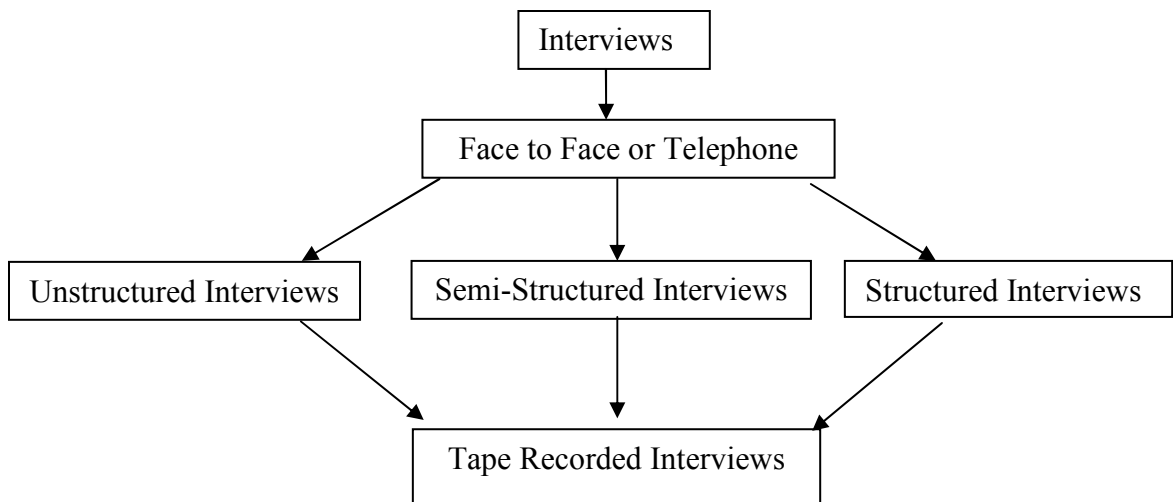 Interviews
Face to Face or Telephone
Unstructured Interviews
Semi-Structured Interviews
Structured Interviews
Tape Recorded Interviews